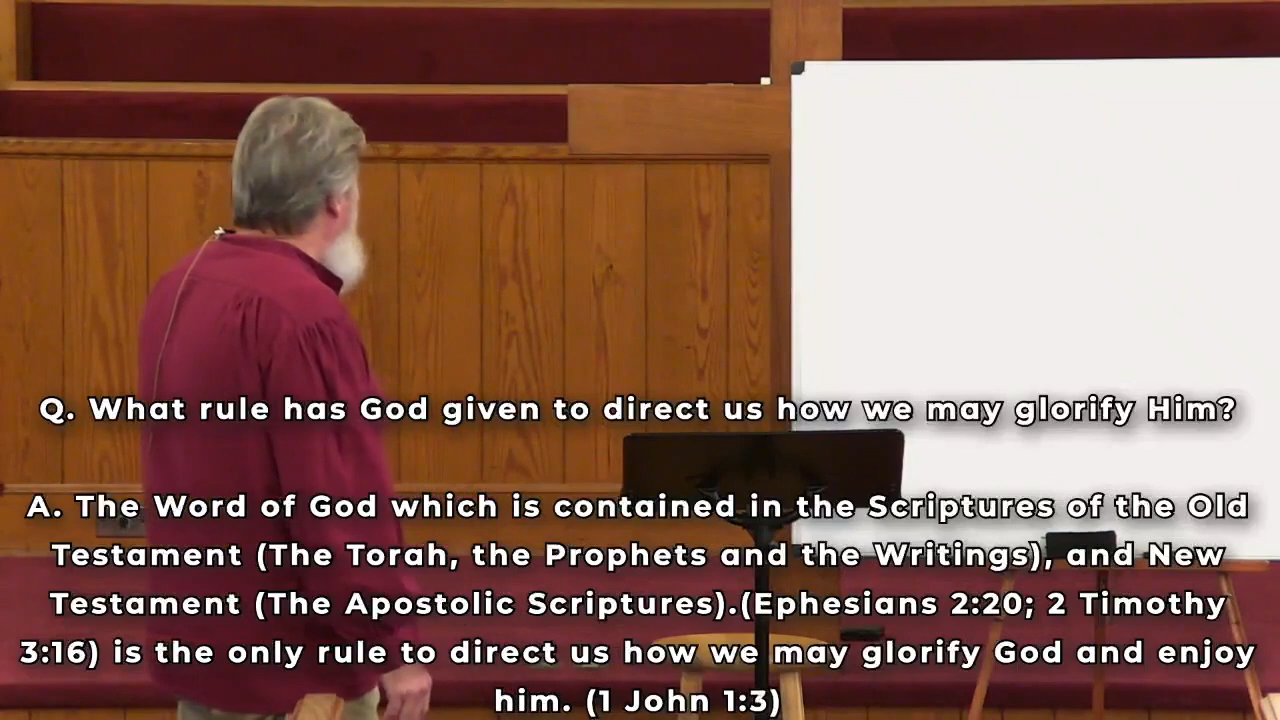 Q. What rule has God given to direct us how we may glorify Him?
A. The Word of God which is contained in the Scriptures of the Old
Testament (The Torah, the Prophets and the Writings), and New
Testament (The Apostolic Scriptures).(Ephesians 2:20; 2 Timothy
3:16) is the only rule to direct us how we may glorify God and enjoy
him. (1 John 1:3)